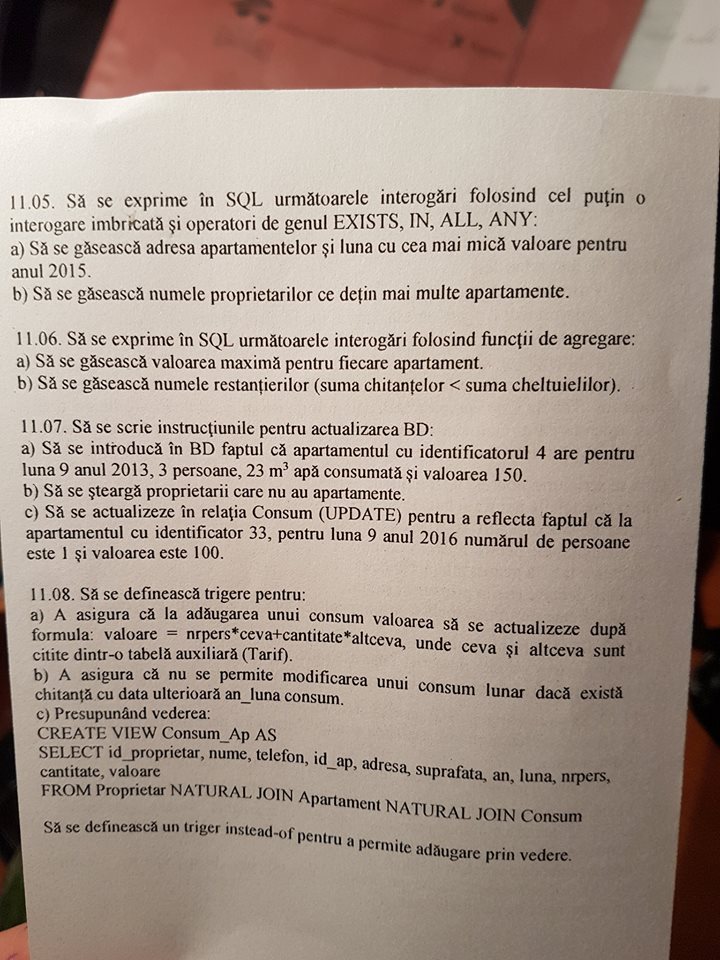 11.05. Să se exprime în SQL următoarele interogări folosind cel puţin o
interogare imbricată şi operatori de genul EXISTS, IN, ALL, ANY:
a) Să se găsească adresa apartamentelor şi luna cu cea mai mică valoare pentru
anul 2015.
b) Să se găsească numele proprietarilor ce dețin mai multe apartamente.
11.06. Să se exprime în SQL următoarele interogări folosind funcţii de agregare:
a) Să se găsească valoarea maximă pentru fiecare apartament.
b) Să se găsească numele restanțierilor (suma chitanțelor < suma cheltuielilor).
11.07. Să se scrie instrucţiunile pentru actualizarea BD:
a) Să se introducă în BD faptul că apartamentul cu identificatorul 4 are pentru
luna 9 anul 2013, 3 persoane, 23 m³ apă consumată şi valoarea 150.
b) Să se şteargă proprietarii care nu au apartamente.
c) Să se actualizeze în relaţia Consum (UPDATE) pentru a reflecta faptul că la
apartamentul cu identificator 33, pentru luna 9 anul 2016 numărul de persoane
este 1 şi valoarea este 100.
11.08. Să se definească trigere pentru:
a) A asigura că la adăugarea unui consum valoarea să se actualizeze după
formula: valoare = nrpers*ceva+cantitate*altceva, unde ceva şi altceva sunt
citite dintr-o tabelă auxiliară (Tarif).
b) A asigura că nu se permite modificarea unui consum lunar dacă există
chitanță cu data ulterioară an_luna consum.
c) Presupunând vederea:
CREATE VIEW Consum_Ap AS
SELECT id_proprietar, nume, telefon, id_ap, adresa, suprafata, an, luna, nrpers,
cantitate, valoare
FROM Proprietar NATURAL JOIN Apartament NATURAL JOIN Consum
Să se definească un triger instead-of pentru a permite adăugare prin vedere.